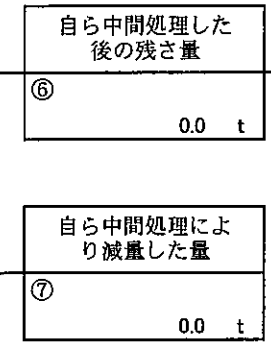 自ら中間処理した
後の残さ量
⑥
0.0 t
自ら中間処理によ
り減量した量
⑦
0.0 t